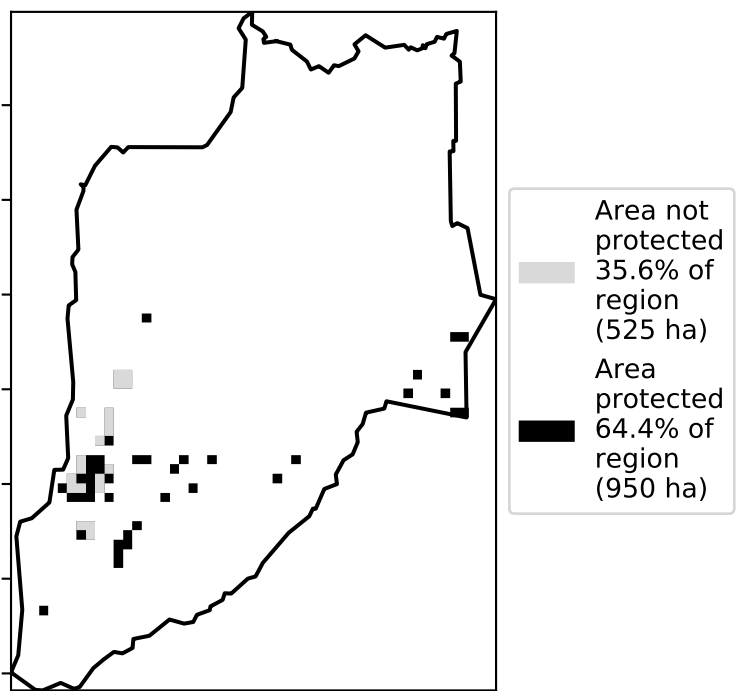 Area not
protected
35.6% of
region
(525 ha)
Area
protected
64.4% of
region
(950 ha)